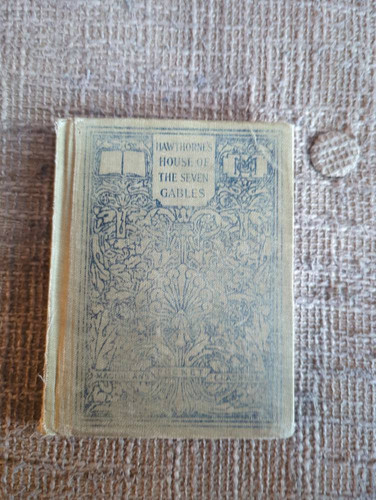 HAWTHORNE'S
HOUSE OF
THE SEVEN
GABLES